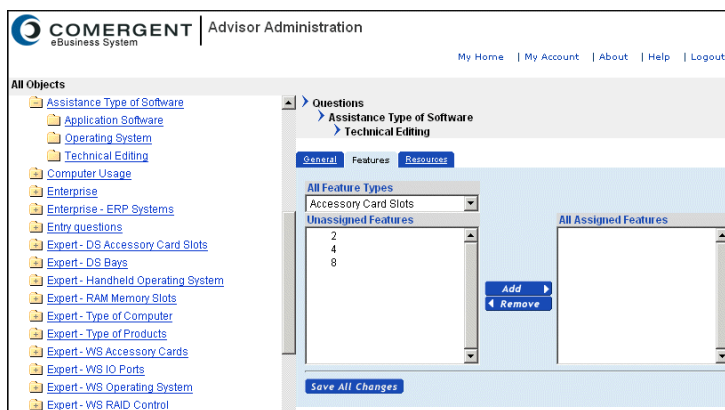 COMERGENT
eBusiness System
Advisor Administration
My Home | My Account | About | Help | Logout
All Objects
Assistance Type of Software
Application Software
Operating System
Technical Editing
Computer Usage
Enterprise
Enterprise - ERP Systems
Entry questions
Expert - DS Accessory Card Slots
Expert - DS Bays
Expert - Handheld Operating System
Expert - RAM Memory Slots
Expert - Type of Computer
Expert - Type of Products
Expert - WS Accessory Cards
Expert - WS IO Ports
Expert - WS Operating System
Expert - WS RAID Control
Questions
Assistance Type of Software
Technical Editing
General Features Resources
All Feature Types
Accessory Card Slots
Unassigned Features
2
4
8
Add
Remove
All Assigned Features
Save All Changes